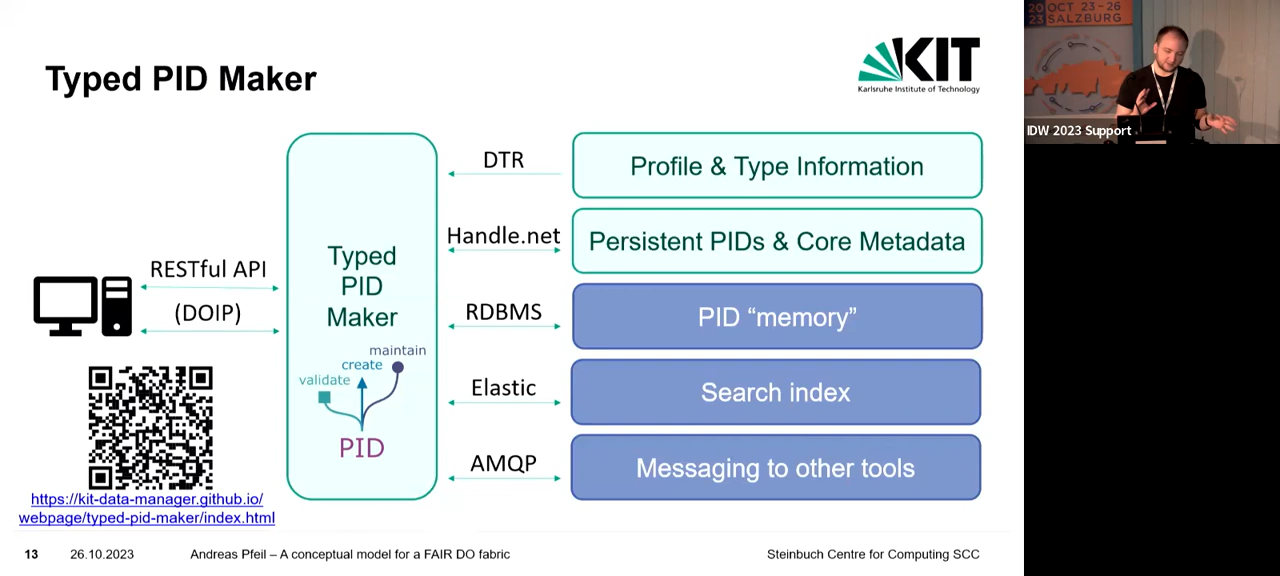 Typed PID Maker
KIT
Karlsruhe Institute of Technology
20 OCT 23-26
23 SALZBURG
IDW 2023 Support
RESTful API
(DOIP)
Typed
PID
Maker
maintain
create
validate
PID
DTR
Profile & Type Information
Handle.net
Persistent PIDs & Core Metadata
RDBMS
PID “memory”
Elastic
Search index
AMQP
Messaging to other tools
https://kit-data-manager.github.io/
webpage/typed-pid-maker/index.html
13
26.10.2023
Andreas Pfeil – A conceptual model for a FAIR DO fabric
Steinbuch Centre for Computing SCC